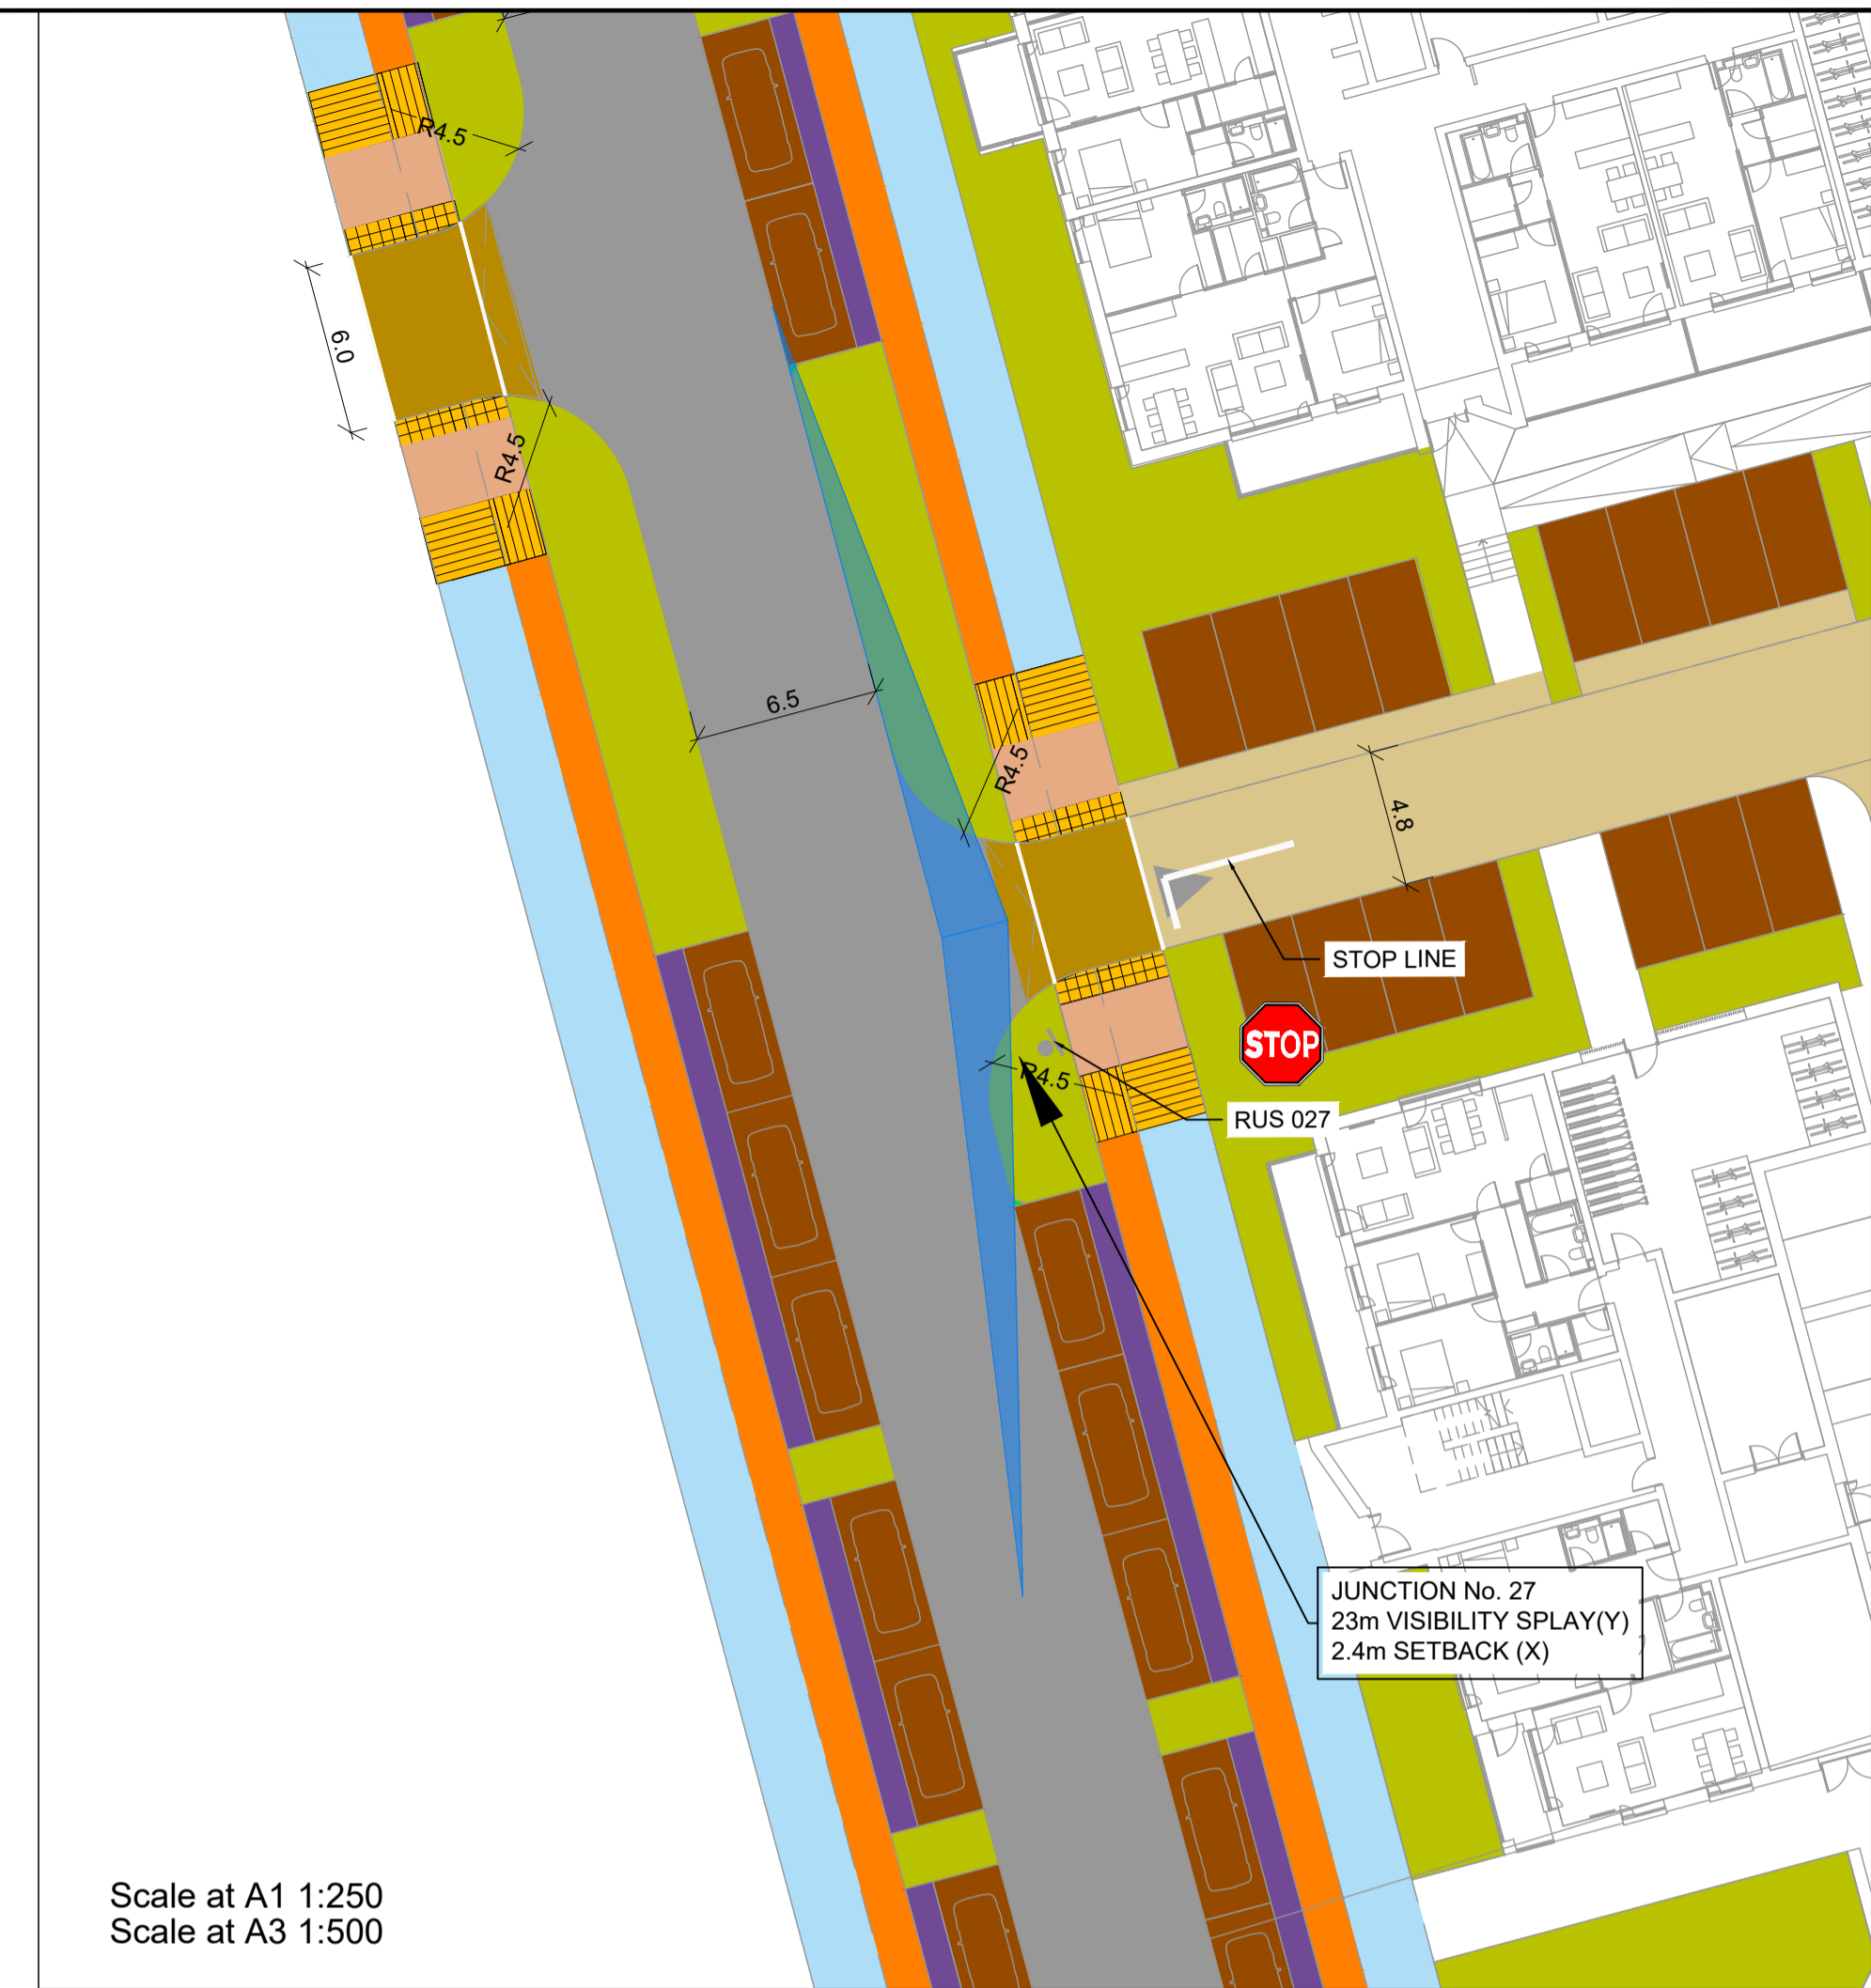 R4.5
6.0
R4.5
6.5
R4.5
4.8
STOP LINE
STOP
R4.5
RUS 027
JUNCTION No. 27
23m VISIBILITY SPLAY(Y)
2.4m SETBACK (X)
Scale at A1 1:250
Scale at A3 1:500